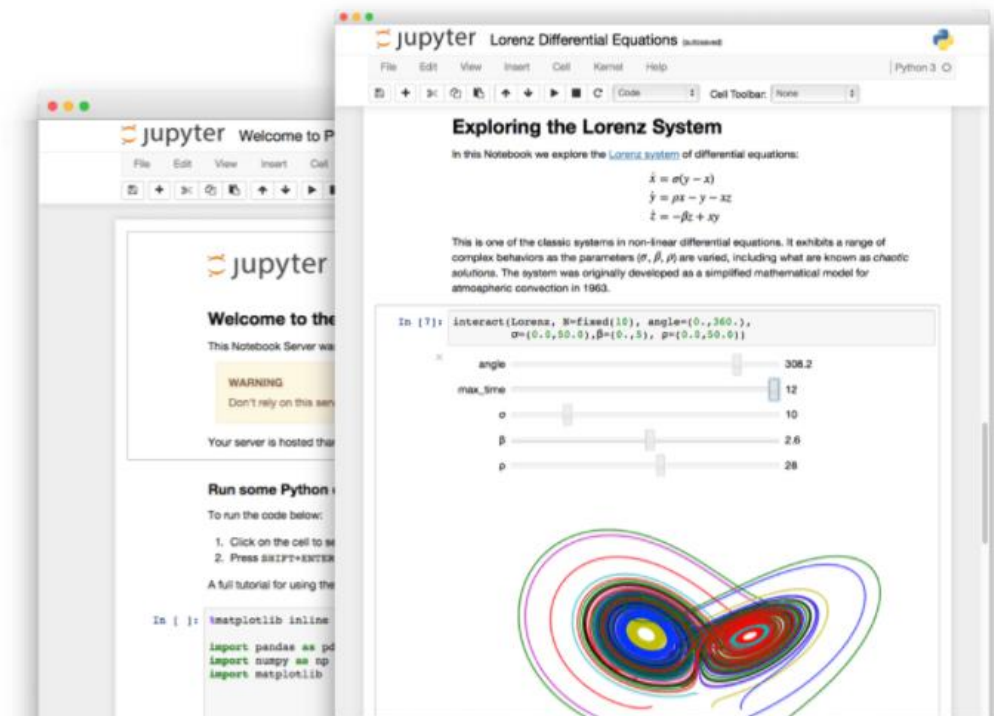 jupyter Lorenz Differential Equations (autosaved)
File Edit View Insert Cell Kernel Help Python 3
Code Cell Toolbar: None
Exploring the Lorenz System
In this Notebook we explore the Lorenz system of differential equations:
ẋ = σ(y − x)
ẏ = ρx − y − xz
ż = −βz + xy
This is one of the classic systems in non-linear differential equations. It exhibits a range of
complex behaviors as the parameters (σ, β, ρ) are varied, including what are known as chaotic
solutions. The system was originally developed as a simplified mathematical model for
atmospheric convection in 1963.
In [7]: interact(Lorenz, N=fixed(10), angle=(0.,360.),
σ=(0.0,50.0),β=(0.,5), ρ=(0.0,50.0))
angle 308.2
max_time 12
σ 10
β 2.6
ρ 28
jupyter Welcome to P
File Edit View Insert Cell
jupyter
Welcome to the
This Notebook Server was
WARNING
Don't rely on this serv
Your server is hosted than
Run some Python
To run the code below:
1. Click on the cell to se
2. Press SHIFT+ENTER
A full tutorial for using the
In [ ]: %matplotlib inline
import pandas as pd
import numpy as np
import matplotlib